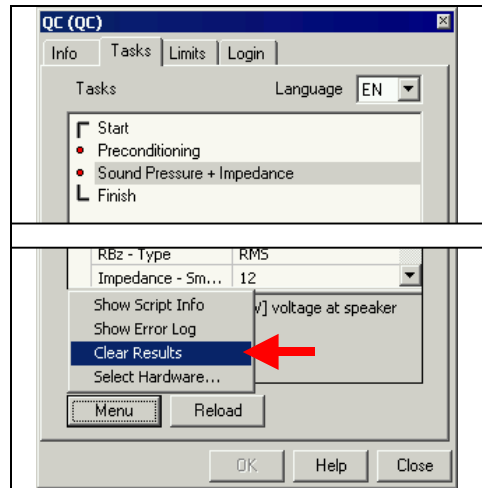 QC (QC)
Info Tasks Limits Login
Tasks Language EN
Start
Preconditioning
Sound Pressure + Impedance
Finish
RBz - Type RMS
Impedance - Sm... 12
Show Script Info voltage at speaker
Show Error Log
Clear Results
Select Hardware...
Menu Reload
OK Help Close